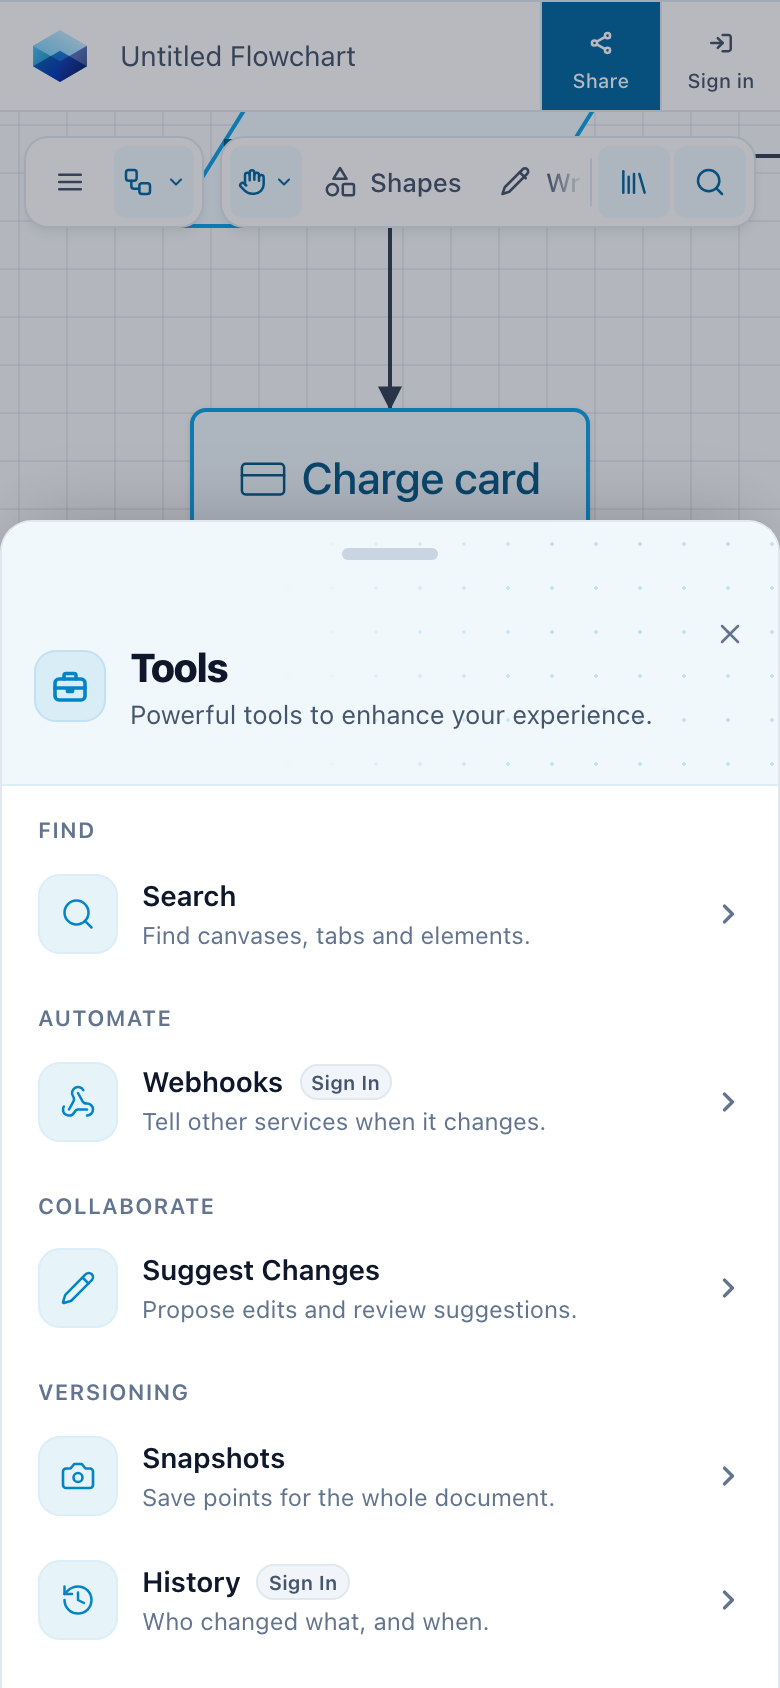 Untitled Flowchart
Share
Sign in
Shapes
Wr
Charge card
Tools
Powerful tools to enhance your experience.
FIND
Search
Find canvases, tabs and elements.
AUTOMATE
Webhooks Sign In
Tell other services when it changes.
COLLABORATE
Suggest Changes
Propose edits and review suggestions.
VERSIONING
Snapshots
Save points for the whole document.
History Sign In
Who changed what, and when.